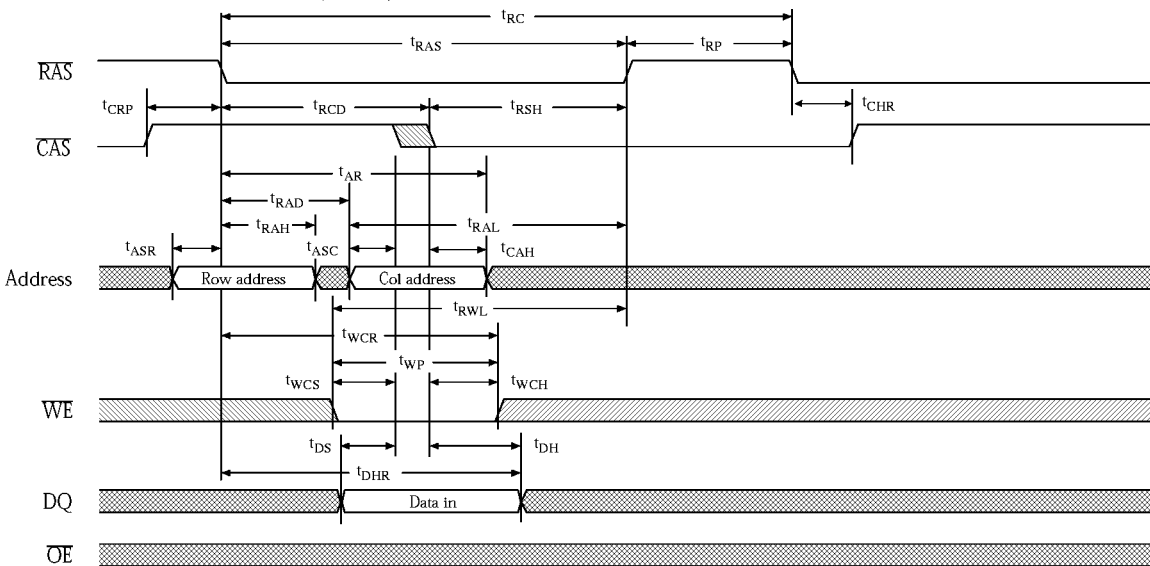 tRC
tRAS tRP
RAS
tCRP tRCD tRSH tCHR
CAS
tAR
tRAD
tRAH tRAL
tASR tASC tCAH
Address Row address Col address
tRWL
tWCR
tWP
tWCS tWCH
WE
tDS tDH
tDHR
DQ Data in
OE